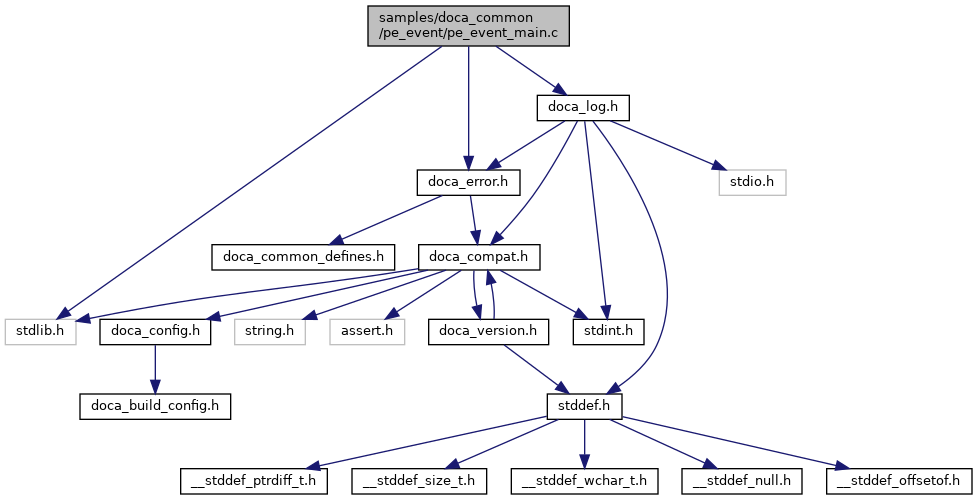 samples/doca_common
/pe_event/pe_event_main.c
doca_log.h
doca_error.h
stdio.h
doca_common_defines.h
doca_compat.h
stdlib.h
doca_config.h
string.h
assert.h
doca_version.h
stdint.h
doca_build_config.h
stddef.h
__stddef_ptrdiff_t.h
__stddef_size_t.h
__stddef_wchar_t.h
__stddef_null.h
__stddef_offsetof.h